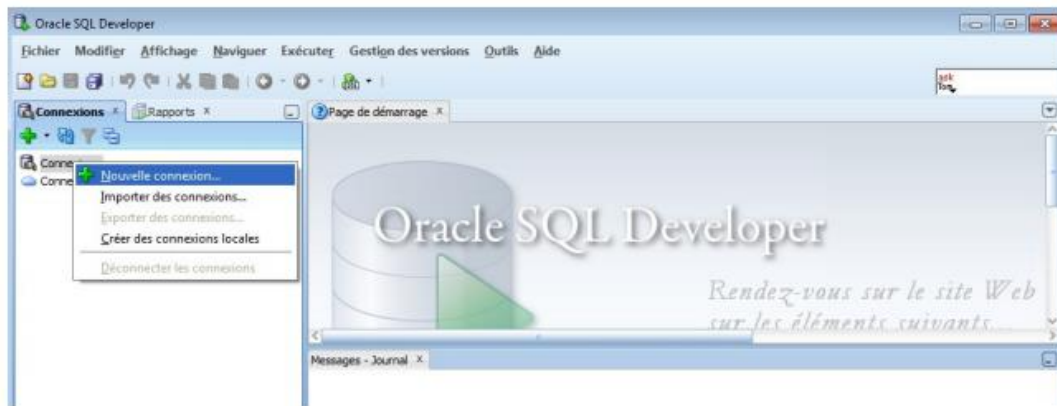 Oracle SQL Developer
Fichier Modifier Affichage Naviguer Exécuter Gestion des versions Outils Aide
Connexions Rapports Page de démarrage
Nouvelle connexion...
Importer des connexions...
Exporter des connexions...
Créer des connexions locales
Déconnecter les connexions
Oracle SQL Developer
Rendez-vous sur le site Web
sur les éléments suivants...
Messages - Journal